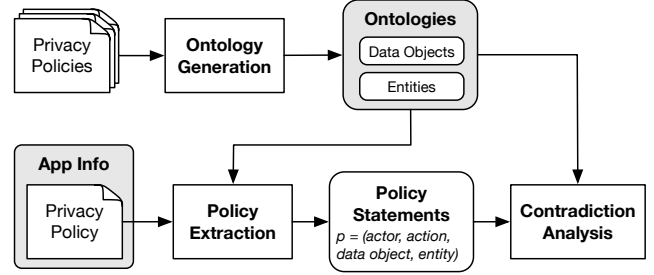 Privacy
Policies
Ontology
Generation
Ontologies
Data Objects
Entities
App Info
Privacy
Policy
Policy
Extraction
Policy
Statements
p = (actor, action,
data object, entity)
Contradiction
Analysis